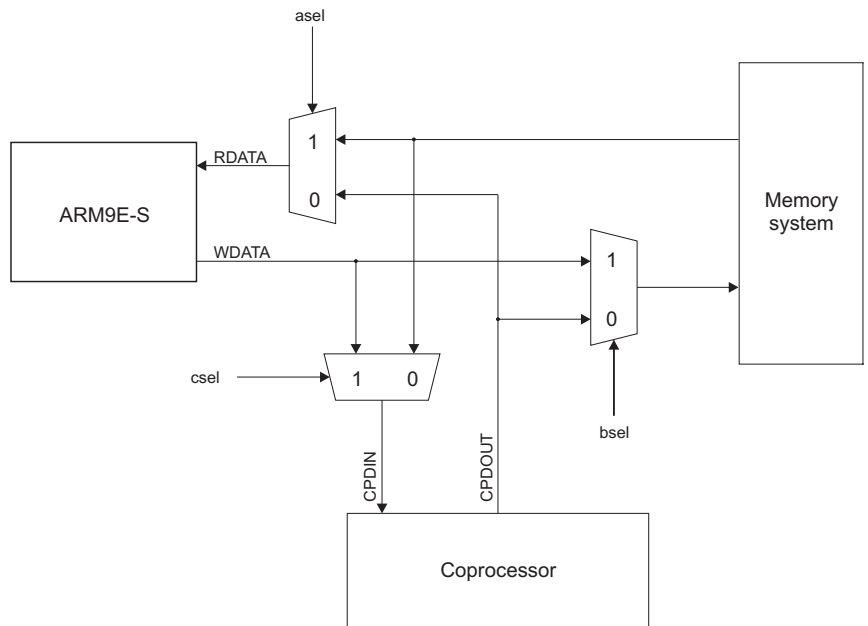 asel
1
RDATA
0
ARM9E-S
Memory
system
WDATA
1
0
csel
1 0
bsel
CPDIN
CPDOUT
Coprocessor